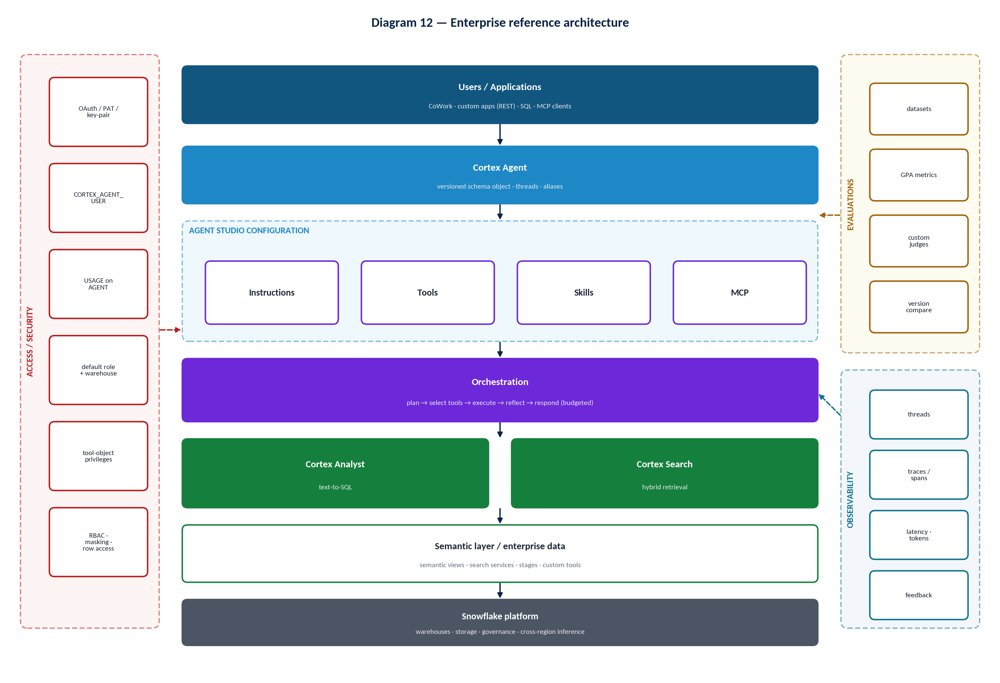 Diagram 12 — Enterprise reference architecture
ACCESS / SECURITY
OAuth / PAT /
key-pair
CORTEX_AGENT_
USER
USAGE on
AGENT
default role
+ warehouse
tool-object
privileges
RBAC ·
masking ·
row access
Users / Applications
CoWork · custom apps (REST) · SQL · MCP clients
Cortex Agent
versioned schema object · threads · aliases
AGENT STUDIO CONFIGURATION
Instructions
Tools
Skills
MCP
Orchestration
plan → select tools → execute → reflect → respond (budgeted)
Cortex Analyst
text-to-SQL
Cortex Search
hybrid retrieval
Semantic layer / enterprise data
semantic views · search services · stages · custom tools
Snowflake platform
warehouses · storage · governance · cross-region inference
EVALUATIONS
datasets
GPA metrics
custom
judges
version
compare
OBSERVABILITY
threads
traces /
spans
latency ·
tokens
feedback